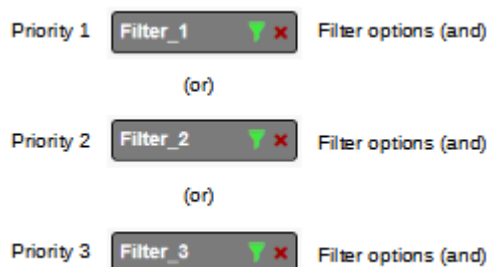 Priority 1 Filter_1 Filter options (and)
(or)
Priority 2 Filter_2 Filter options (and)
(or)
Priority 3 Filter_3 Filter options (and)